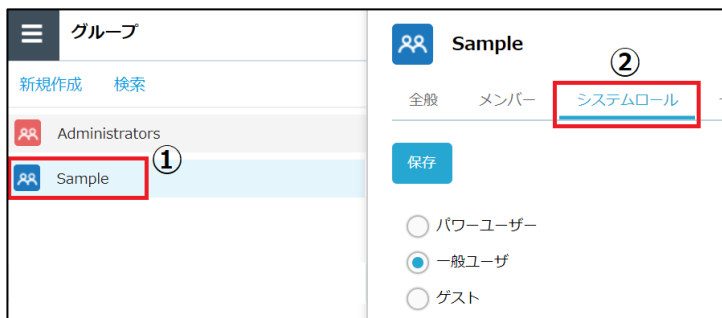 グループ
新規作成 検索
Administrators
①
Sample
Sample
②
全般 メンバー システムロール
保存
パワーユーザー
一般ユーザ
ゲスト